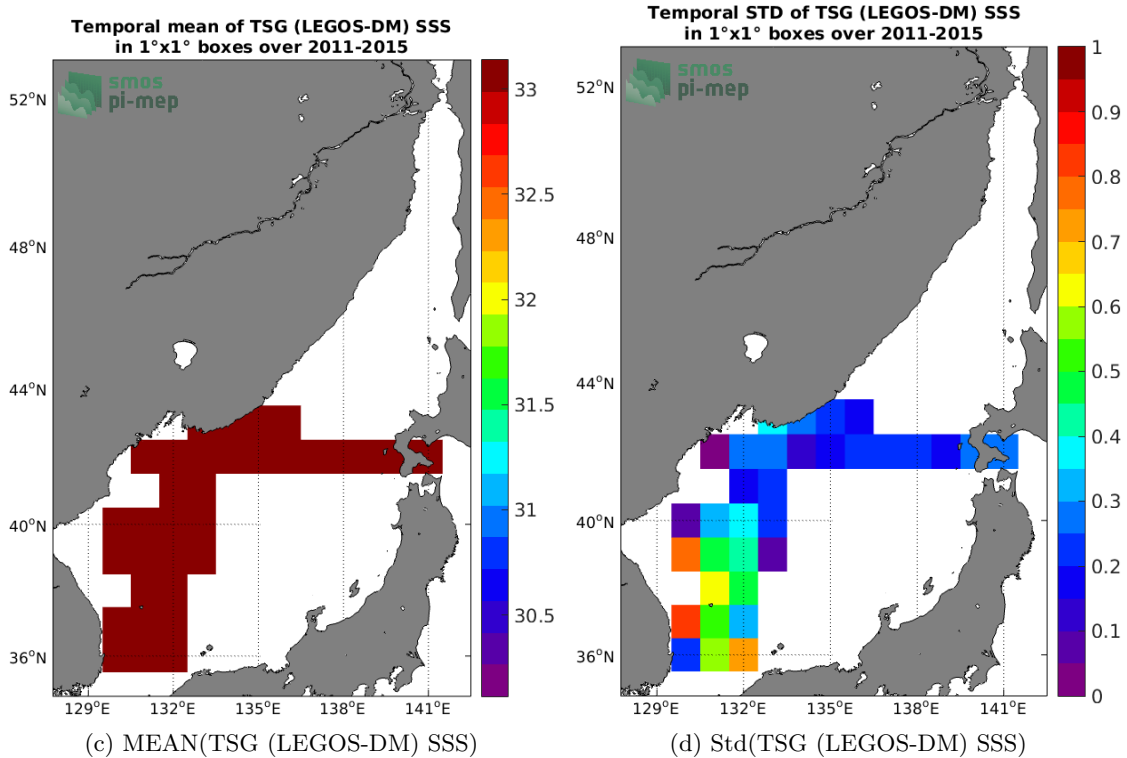 Temporal mean of TSG (LEGOS-DM) SSS
in 1°x1° boxes over 2011-2015
smos
pi-mep
52°N
48°N
44°N
40°N
36°N
129°E
132°E
135°E
138°E
141°E
33
32.5
32
31.5
31
30.5
(c) MEAN(TSG (LEGOS-DM) SSS)
Temporal STD of TSG (LEGOS-DM) SSS
in 1°x1° boxes over 2011-2015
smos
pi-mep
52°N
48°N
44°N
40°N
36°N
129°E
132°E
135°E
138°E
141°E
1
0.9
0.8
0.7
0.6
0.5
0.4
0.3
0.2
0.1
0
(d) Std(TSG (LEGOS-DM) SSS)